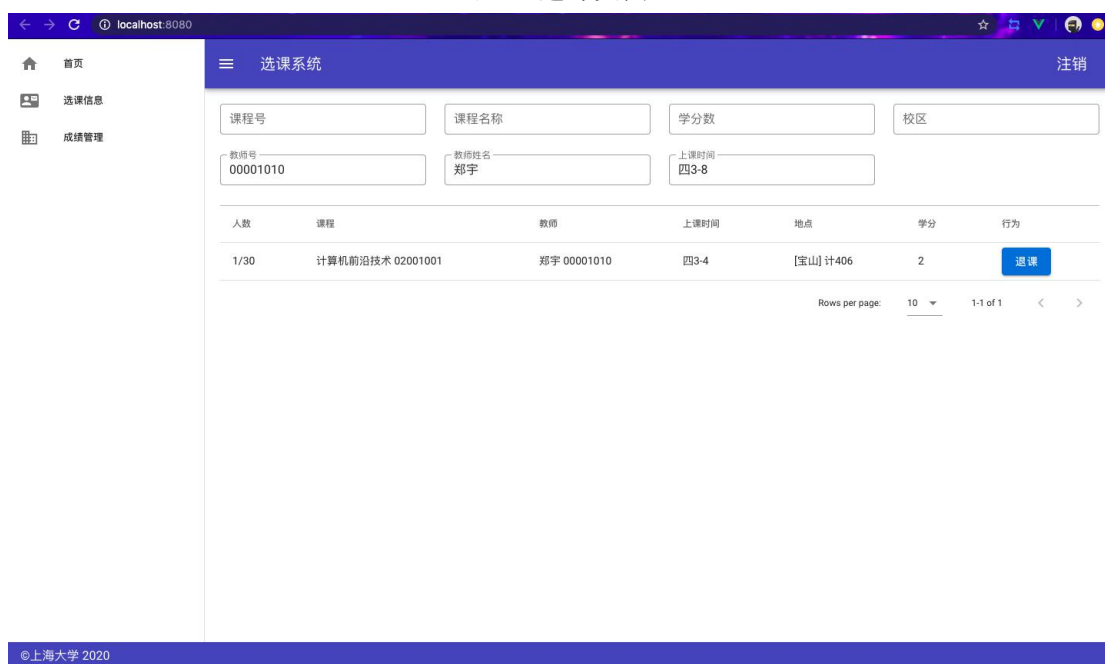 localhost:8080
首页
选课信息
成绩管理
选课系统
注销
课程号 课程名称 学分数 校区
教师号 教师姓名 上课时间
00001010 郑宇 四3-8
人数 课程 教师 上课时间 地点 学分 行为
1/30 计算机前沿技术 02001001 郑宇 00001010 四3-4 [宝山] 计406 2 退课
Rows per page: 10 1-1 of 1
©上海大学 2020